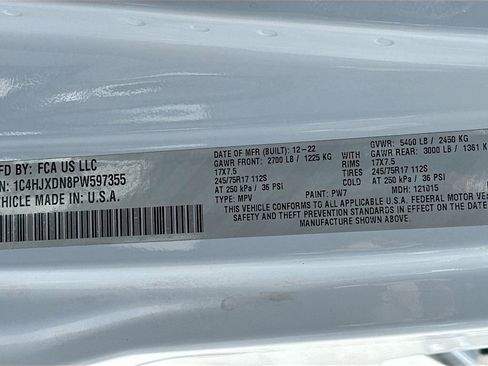 MFD BY: FCA US LLC
N: 1C4HJXDN8PW597355
VEHICLE MADE IN U.S.A.
DATE OF MFR (BUILT): 12-22
GAWR FRONT: 2700 LB / 1225 KG
17X7.5
245/75R17 112S
AT 250 kPa / 36 PSI
TYPE: MPV
PAINT: PW7
WITH
RIMS
TIRES
GVWR: 5400 LB / 2450 KG
GAWR REAR: 3000 LB / 1361 KG
17X7.5
245/75R17 112S
AT 250 kPa / 36 PSI
MDH: 121015
THIS VEHICLE CONFORMS TO ALL APPLICABLE U.S.A. FEDERAL MOTOR
SAFETY AND THEFT PREVENTION STANDARDS IN EFFECT ON THE DATE OF
MANUFACTURE SHOWN ABOVE.